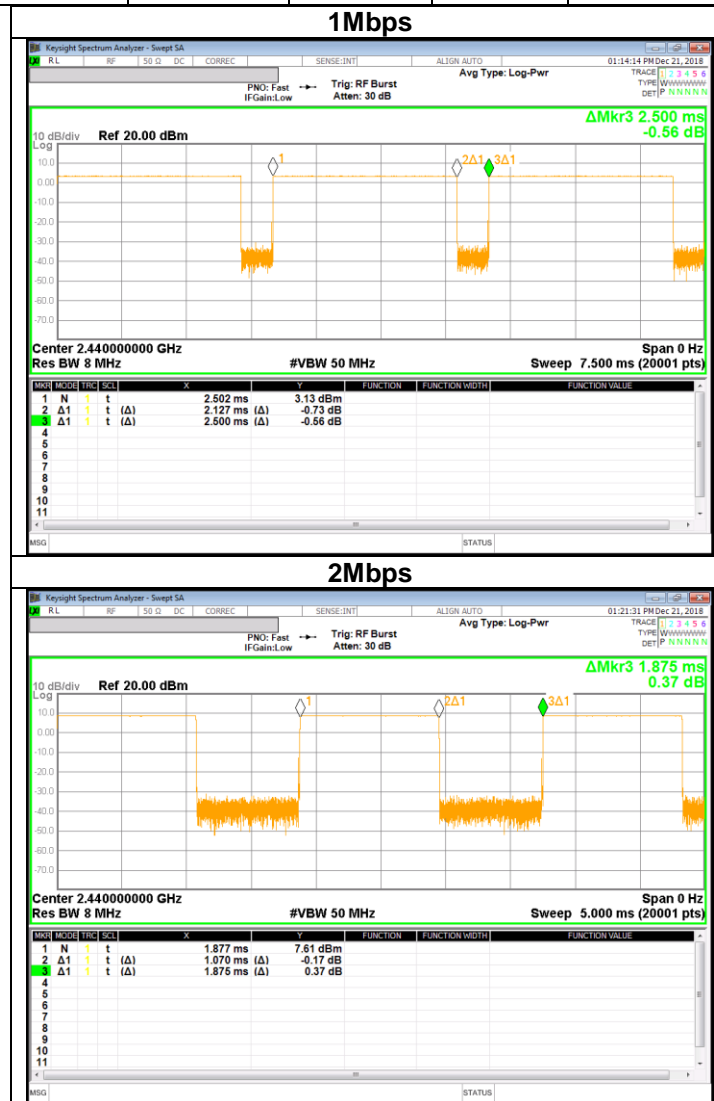 1Mbps
Keysight Spectrum Analyzer - Swept SA
RL RF 50 Ω DC CORREC SENSE:INT ALIGN AUTO 01:14:14 PM Dec 21, 2018
Avg Type: Log-Pwr TRACE 1 2 3 4 5 6
PNO: Fast Trig: RF Burst TYPE WWWWWW
IFGain:Low Atten: 30 dB DET P N N N N N
ΔMkr3 2.500 ms
-0.56 dB
10 dB/div Ref 20.00 dBm
Log
1 2Δ1 3Δ1
10.0
0.00
-10.0
-20.0
-30.0
-40.0
-50.0
-60.0
-70.0
Center 2.440000000 GHz Span 0 Hz
Res BW 8 MHz #VBW 50 MHz Sweep 7.500 ms (20001 pts)
MKR MODE TRC SCL X Y FUNCTION FUNCTION WIDTH FUNCTION VALUE
1 N 1 t 2.502 ms 3.13 dBm
2 Δ1 1 t (Δ) 2.127 ms (Δ) -0.73 dB
3 Δ1 1 t (Δ) 2.500 ms (Δ) -0.56 dB
4
5
6
7
8
9
10
11
MSG STATUS
2Mbps
Keysight Spectrum Analyzer - Swept SA
RL RF 50 Ω DC CORREC SENSE:INT ALIGN AUTO 01:21:31 PM Dec 21, 2018
Avg Type: Log-Pwr TRACE 1 2 3 4 5 6
PNO: Fast Trig: RF Burst TYPE WWWWWW
IFGain:Low Atten: 30 dB DET P N N N N N
ΔMkr3 1.875 ms
0.37 dB
10 dB/div Ref 20.00 dBm
Log
1 2Δ1 3Δ1
10.0
0.00
-10.0
-20.0
-30.0
-40.0
-50.0
-60.0
-70.0
Center 2.440000000 GHz Span 0 Hz
Res BW 8 MHz #VBW 50 MHz Sweep 5.000 ms (20001 pts)
MKR MODE TRC SCL X Y FUNCTION FUNCTION WIDTH FUNCTION VALUE
1 N 1 t 1.877 ms 7.61 dBm
2 Δ1 1 t (Δ) 1.070 ms (Δ) -0.17 dB
3 Δ1 1 t (Δ) 1.875 ms (Δ) 0.37 dB
4
5
6
7
8
9
10
11
MSG STATUS